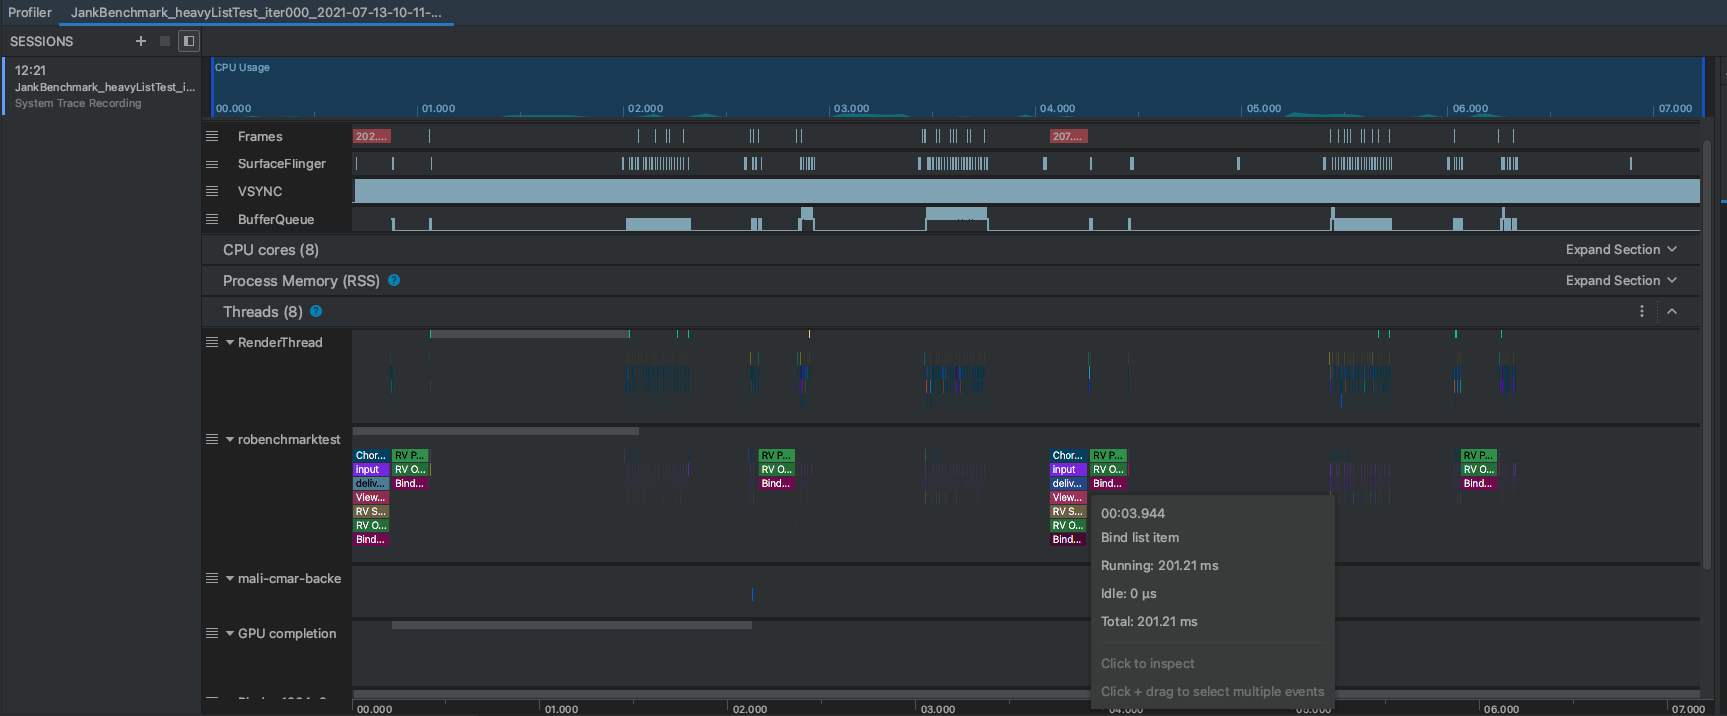 Profiler JankBenchmark_heavyListTest_iter000_2021-07-13-10-11-...
SESSIONS
12:21
JankBenchmark_heavyListTest_i...
System Trace Recording
CPU Usage
00.000 01.000 02.000 03.000 04.000 05.000 06.000 07.000
Frames 202.... 207....
SurfaceFlinger
VSYNC
BufferQueue
CPU cores (8) Expand Section
Process Memory (RSS) ? Expand Section
Threads (8) ?
RenderThread
robenchmarktest
Chor... RV P... RV P... Chor... RV P... RV P...
input RV O... RV O... input RV O... RV O...
deliv... Bind... Bind... deliv... Bind... Bind...
View... View...
RV S... RV S...
RV O... RV O...
Bind... Bind...
00:03.944
Bind list item
Running: 201.21 ms
Idle: 0 µs
Total: 201.21 ms
Click to inspect
Click + drag to select multiple events
mali-cmar-backe
GPU completion
00.000 01.000 02.000 03.000 04.000 05.000 06.000 07.000